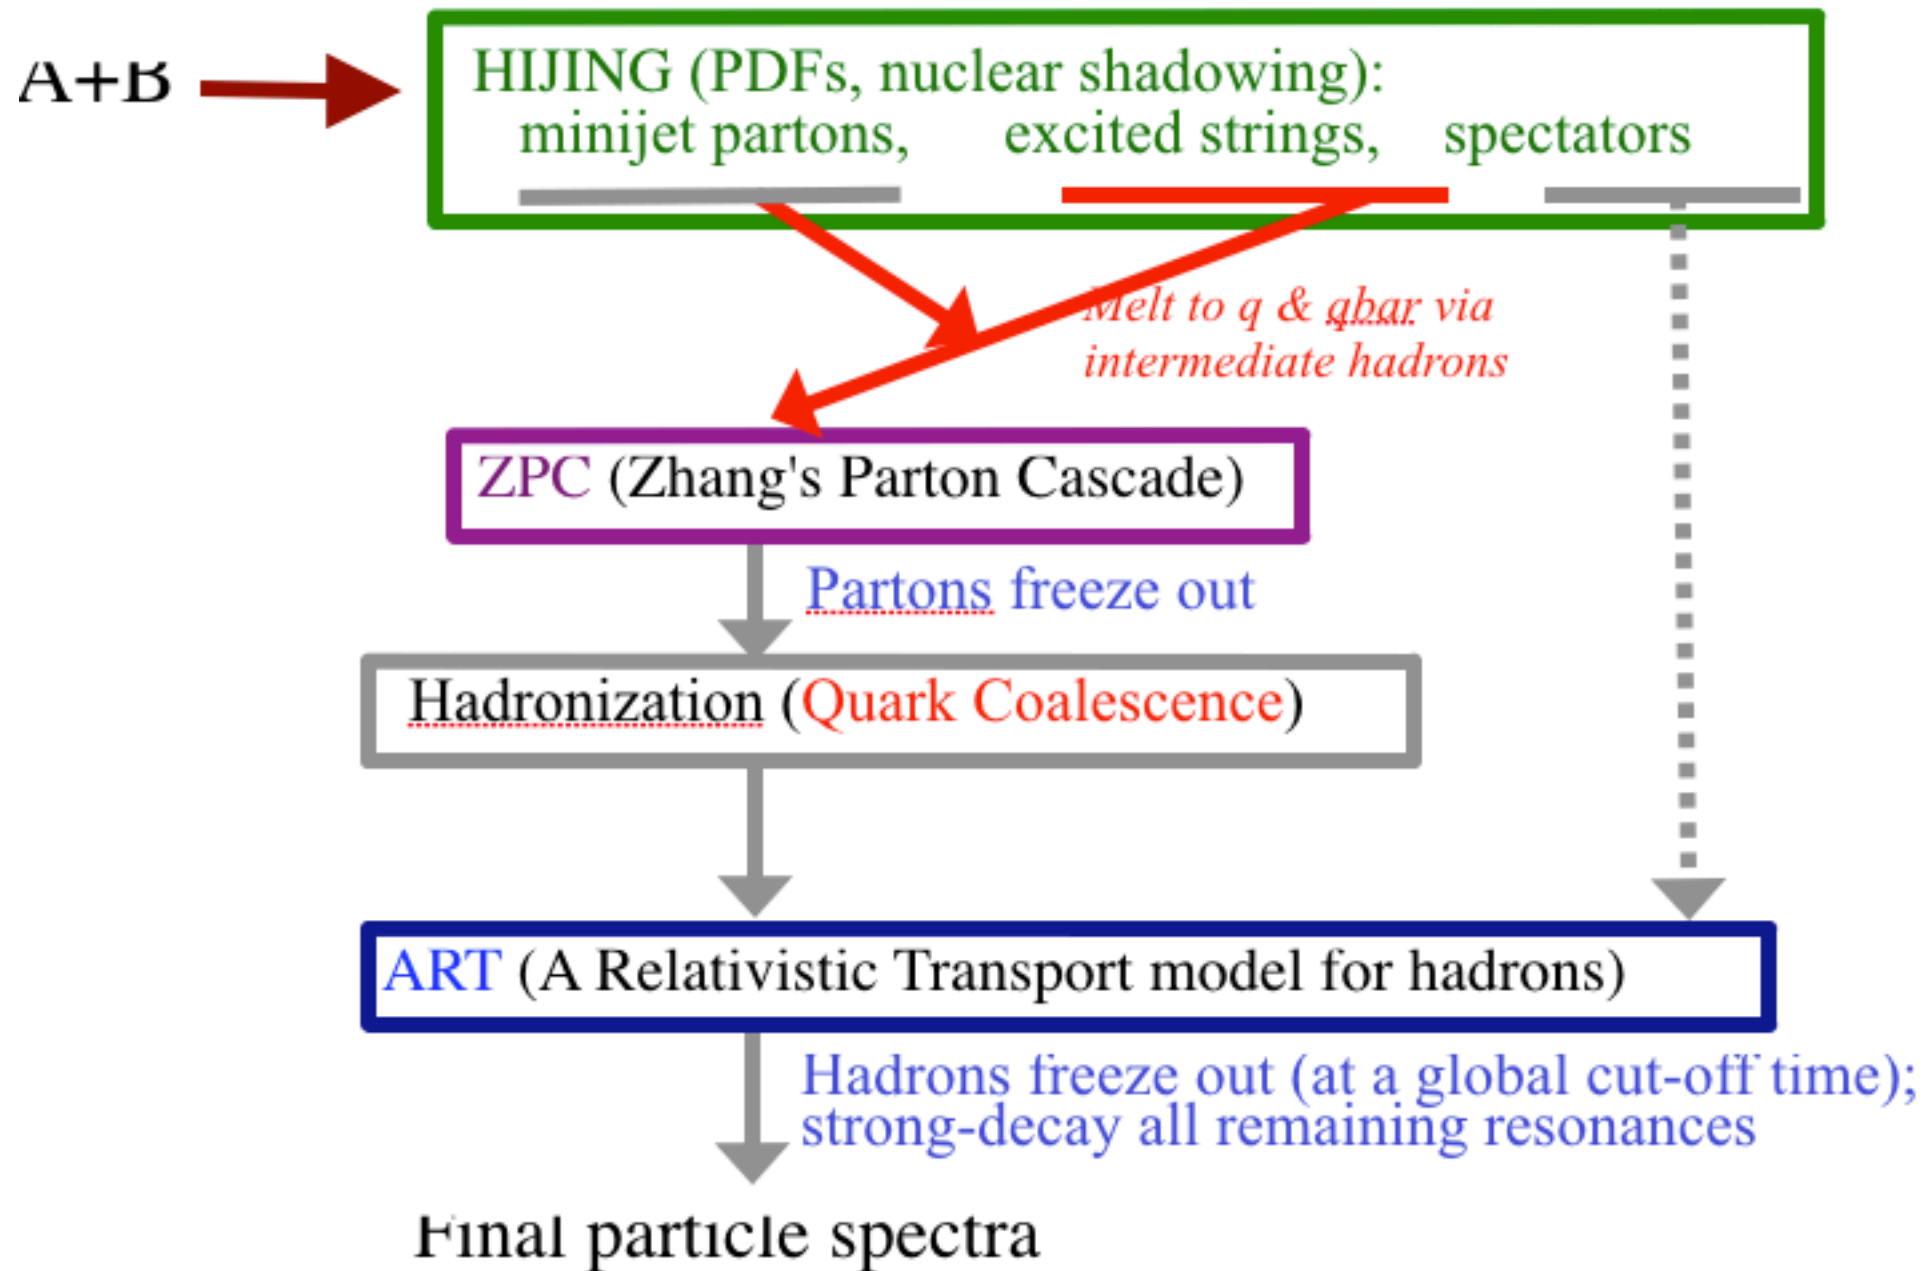 A+B
HIJING (PDFs, nuclear shadowing):
minijet partons, excited strings, spectators
Melt to q & qbar via
intermediate hadrons
ZPC (Zhang's Parton Cascade)
Partons freeze out
Hadronization (Quark Coalescence)
ART (A Relativistic Transport model for hadrons)
Hadrons freeze out (at a global cut-off time);
strong-decay all remaining resonances
Final particle spectra